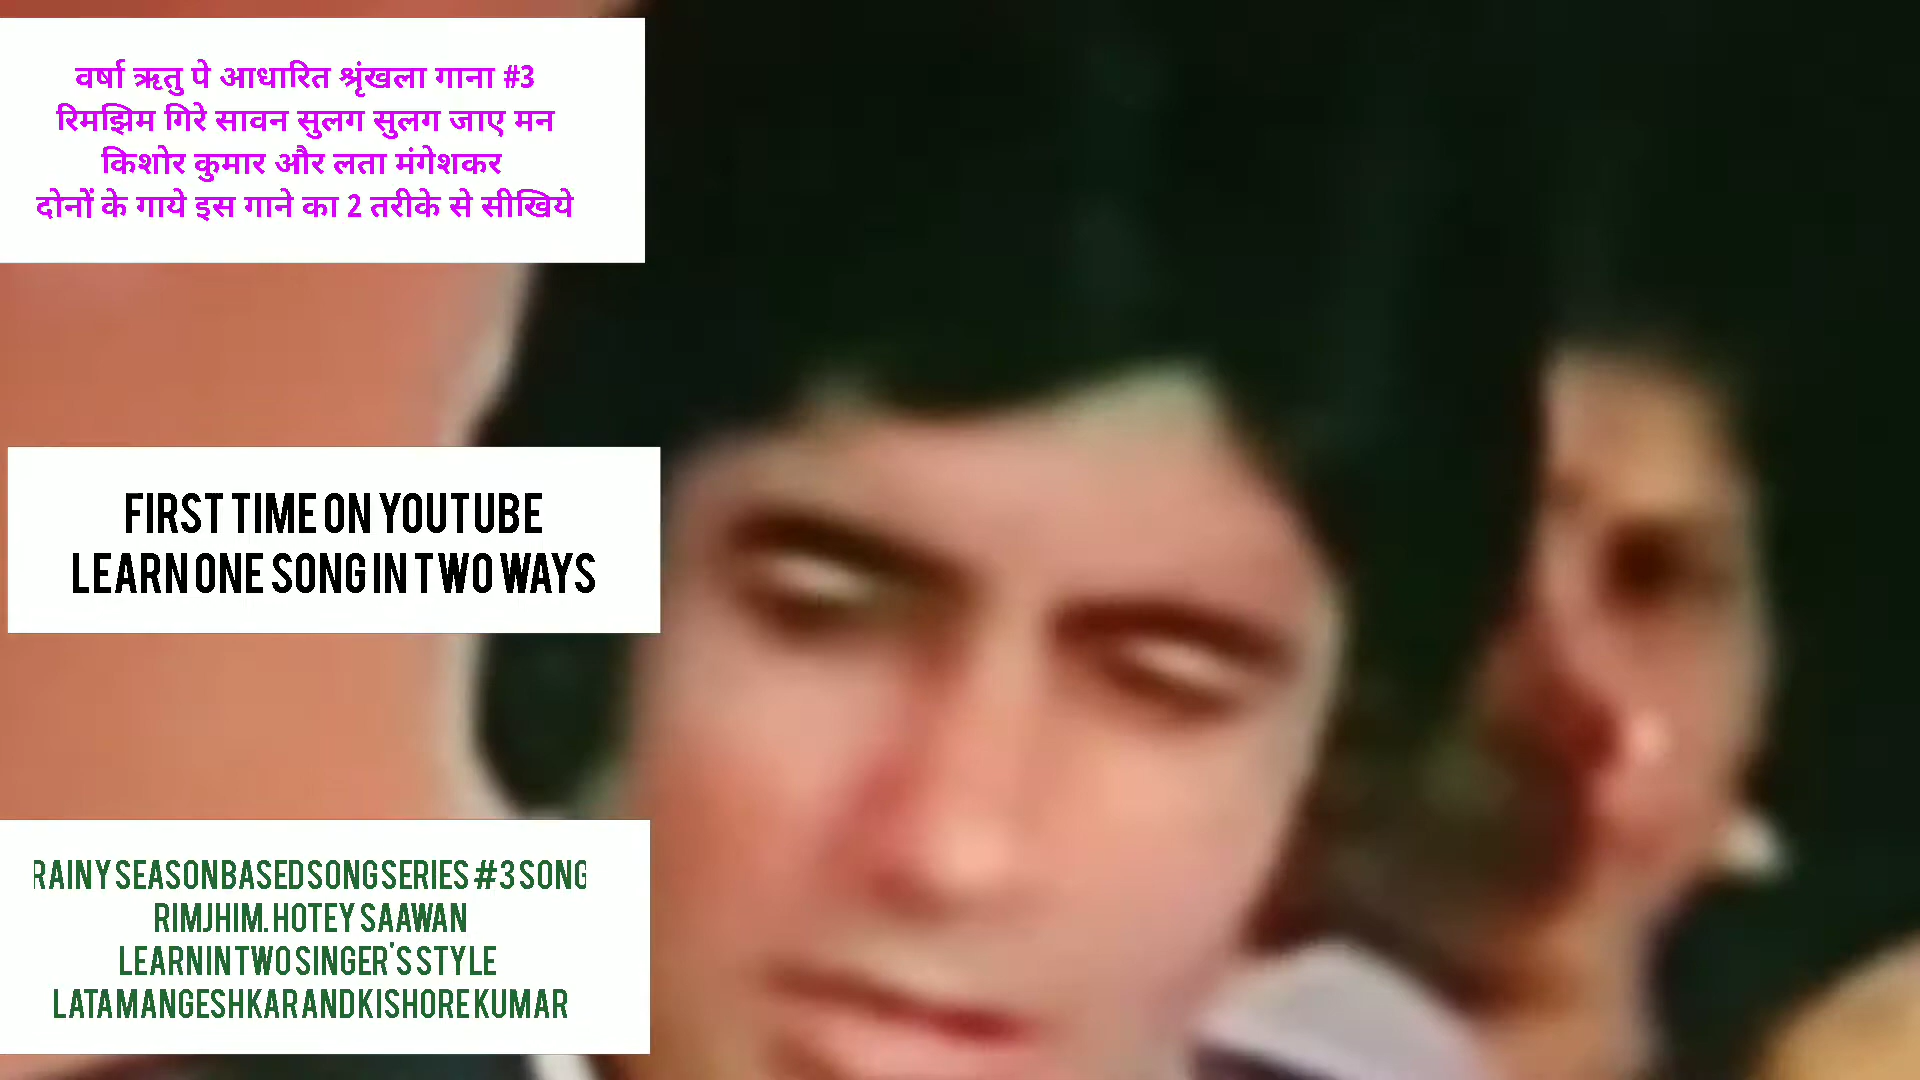 वर्षा ऋतु पे आधारित श्रृंखला गाना #3
रिमझिम गिरे सावन सुलग सुलग जाए मन
किशोर कुमार और लता मंगेशकर
दोनों के गाये इस गाने का 2 तरीके से सीखिये
FIRST TIME ON YOUTUBE
LEARN ONE SONG IN TWO WAYS
RAINY SEASON BASED SONG SERIES #3 SONG
RIMJHIM. HOTEY SAAWAN
LEARN IN TWO SINGER'S STYLE
LATA MANGESHKAR AND KISHORE KUMAR